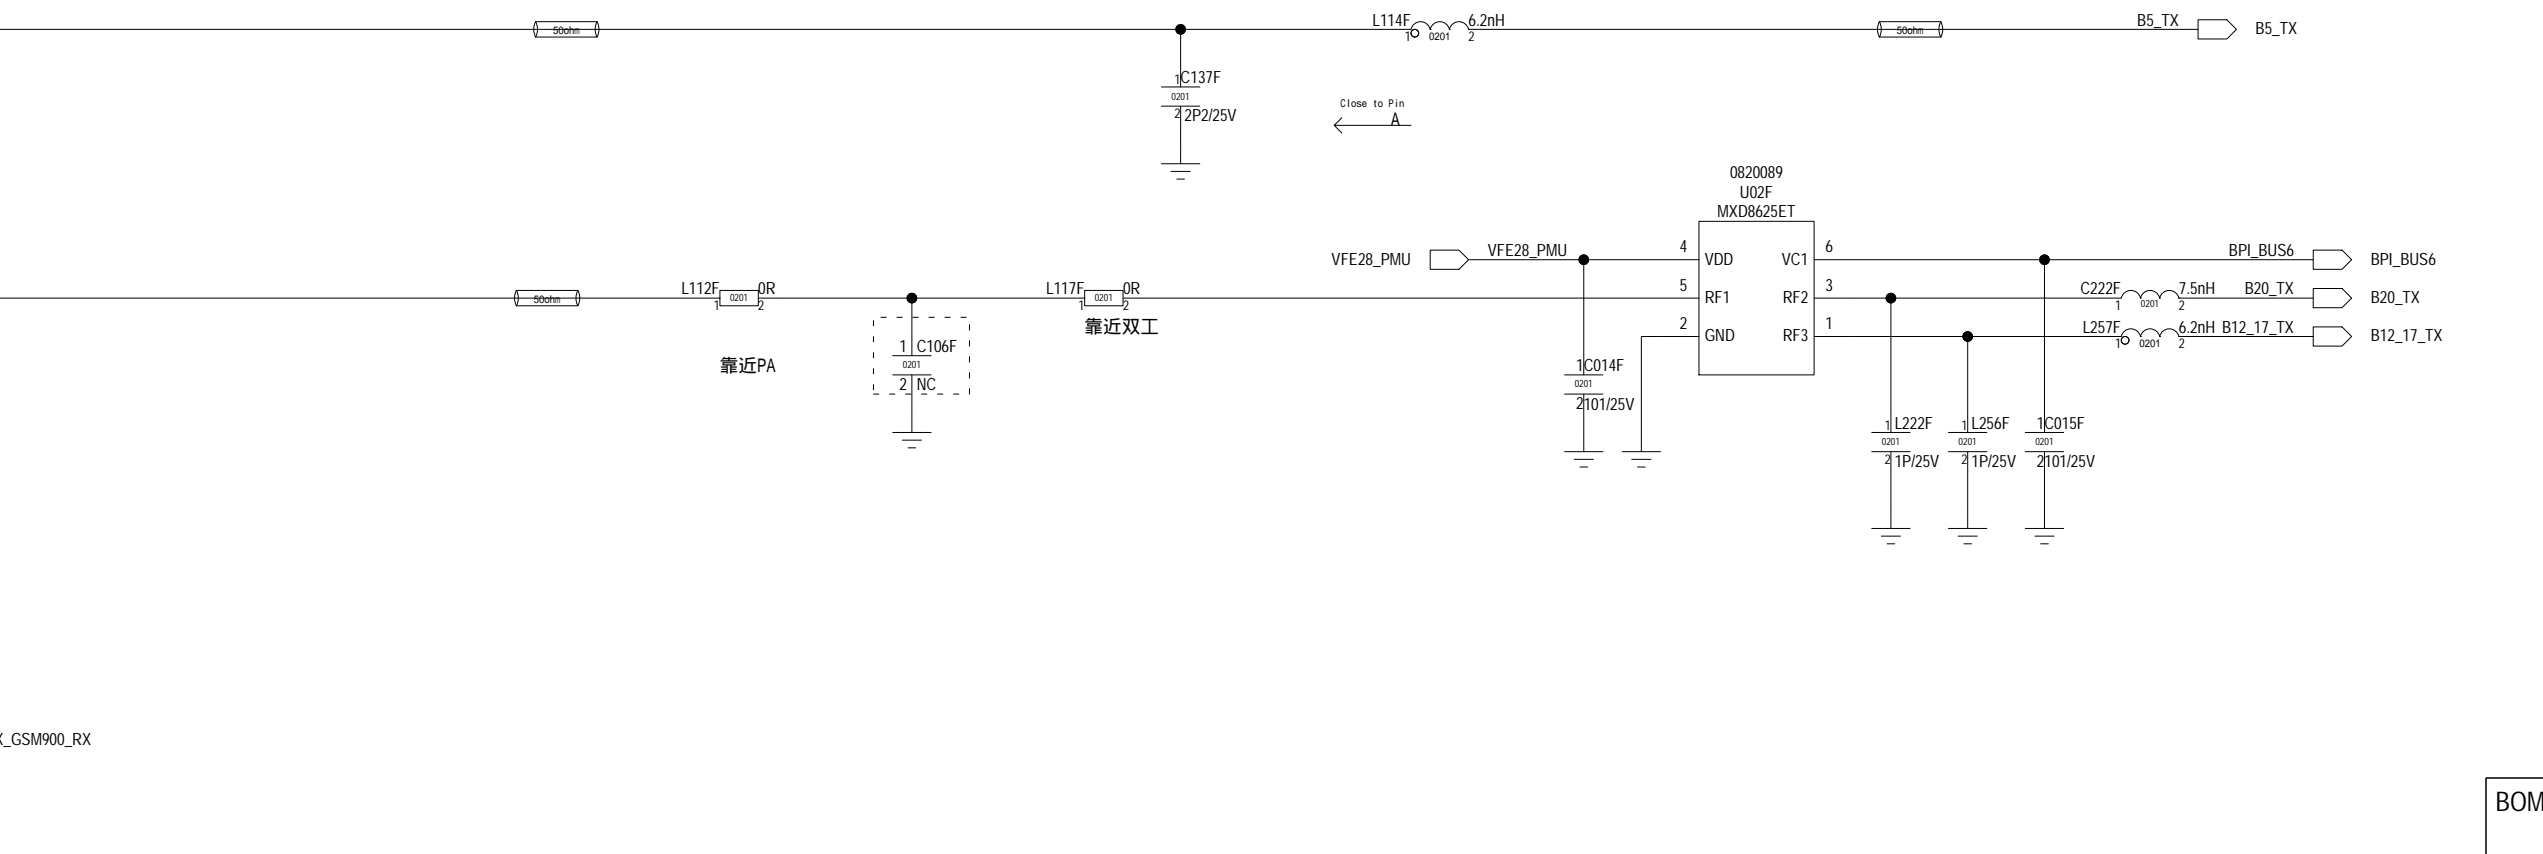 50ohm
L114F 6.2nH
1 0201 2
50ohm
B5_TX B5_TX
1 C137F
0201
2 2P2/25V
Close to Pin
A
0820089
U02F
MXD8625ET
VFE28_PMU VFE28_PMU 4 VDD VC1 6 BPI_BUS6 BPI_BUS6
50ohm L112F 0R L117F 0R 5 RF1 RF2 3 C222F 7.5nH B20_TX B20_TX
1 0201 2 1 0201 2 1 0201 2
靠近双工 2 GND RF3 1 L257F 6.2nH B12_17_TX B12_17_TX
1 0201 2
靠近PA
1 C106F
0201
2 NC
1 C014F
0201
2 101/25V
1 L222F 1 L256F 1 C015F
0201 0201 0201
2 1P/25V 2 1P/25V 2 101/25V
X_GSM900_RX
BOM